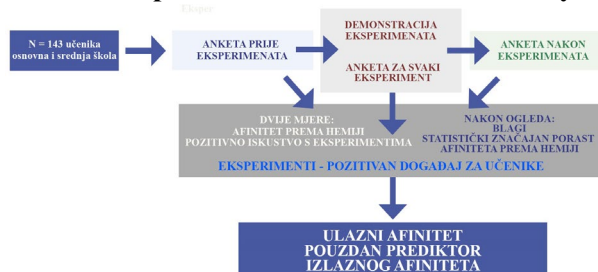 N = 143 učenika
osnovna i srednja škola
ANKETA PRIJE
EKSPERIMENATA
DEMONSTRACIJA
EKSPERIMENATA
ANKETA ZA SVAKI
EKSPERIMENT
ANKETA NAKON
EKSPERIMENATA
DVIJE MJERE:
AFINITET PREMA HEMIJI
POZITIVNO ISKUSTVO S EKSPERIMENTIMA
NAKON OGLEDA:
BLAGI
STATISTIČKI ZNAČAJAN PORAST
AFINITETA PREMA HEMIJI
EKSPERIMENTI - POZITIVAN DOGAĐAJ ZA UČENIKE
ULAZNI AFINITET
POUZDAN PREDIKTOR
IZLAZNOG AFINITETA